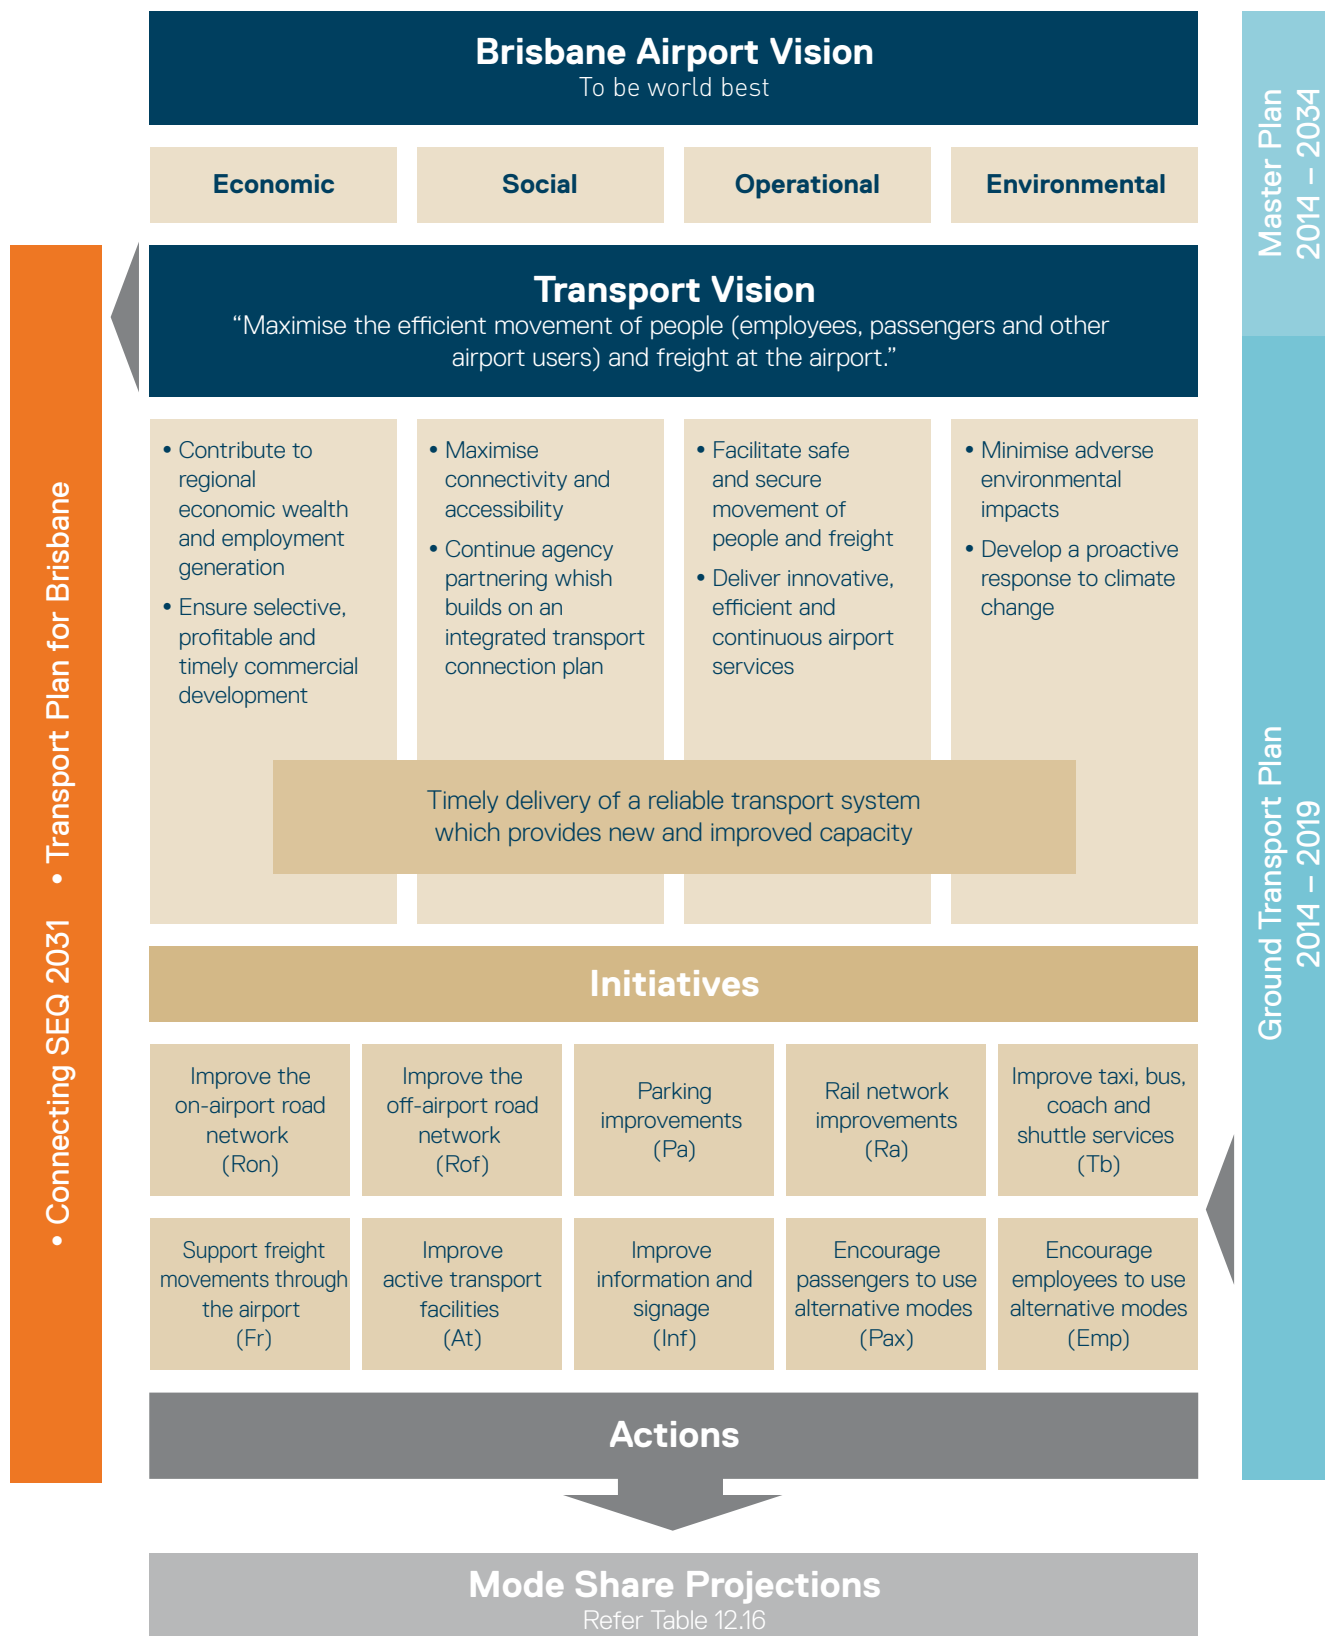 Brisbane Airport Vision
To be world best
Economic
Social
Operational
Environmental
Transport Vision
“Maximise the efficient movement of people (employees, passengers and other
airport users) and freight at the airport.”
• Contribute to
regional
economic wealth
and employment
generation
• Ensure selective,
profitable and
timely commercial
development
• Maximise
connectivity and
accessibility
• Continue agency
partnering whish
builds on an
integrated transport
connection plan
• Facilitate safe
and secure
movement of
people and freight
• Deliver innovative,
efficient and
continuous airport
services
• Minimise adverse
environmental
impacts
• Develop a proactive
response to climate
change
Timely delivery of a reliable transport system
which provides new and improved capacity
Initiatives
Improve the
on-airport road
network
(Ron)
Improve the
off-airport road
network
(Rof)
Parking
improvements
(Pa)
Rail network
improvements
(Ra)
Improve taxi, bus,
coach and
shuttle services
(Tb)
Support freight
movements through
the airport
(Fr)
Improve
active transport
facilities
(At)
Improve
information and
signage
(Inf)
Encourage
passengers to use
alternative modes
(Pax)
Encourage
employees to use
alternative modes
(Emp)
Actions
Mode Share Projections
Refer Table 12.16
• Connecting SEQ 2031 • Transport Plan for Brisbane
Master Plan
2014 – 2034
Ground Transport Plan
2014 – 2019